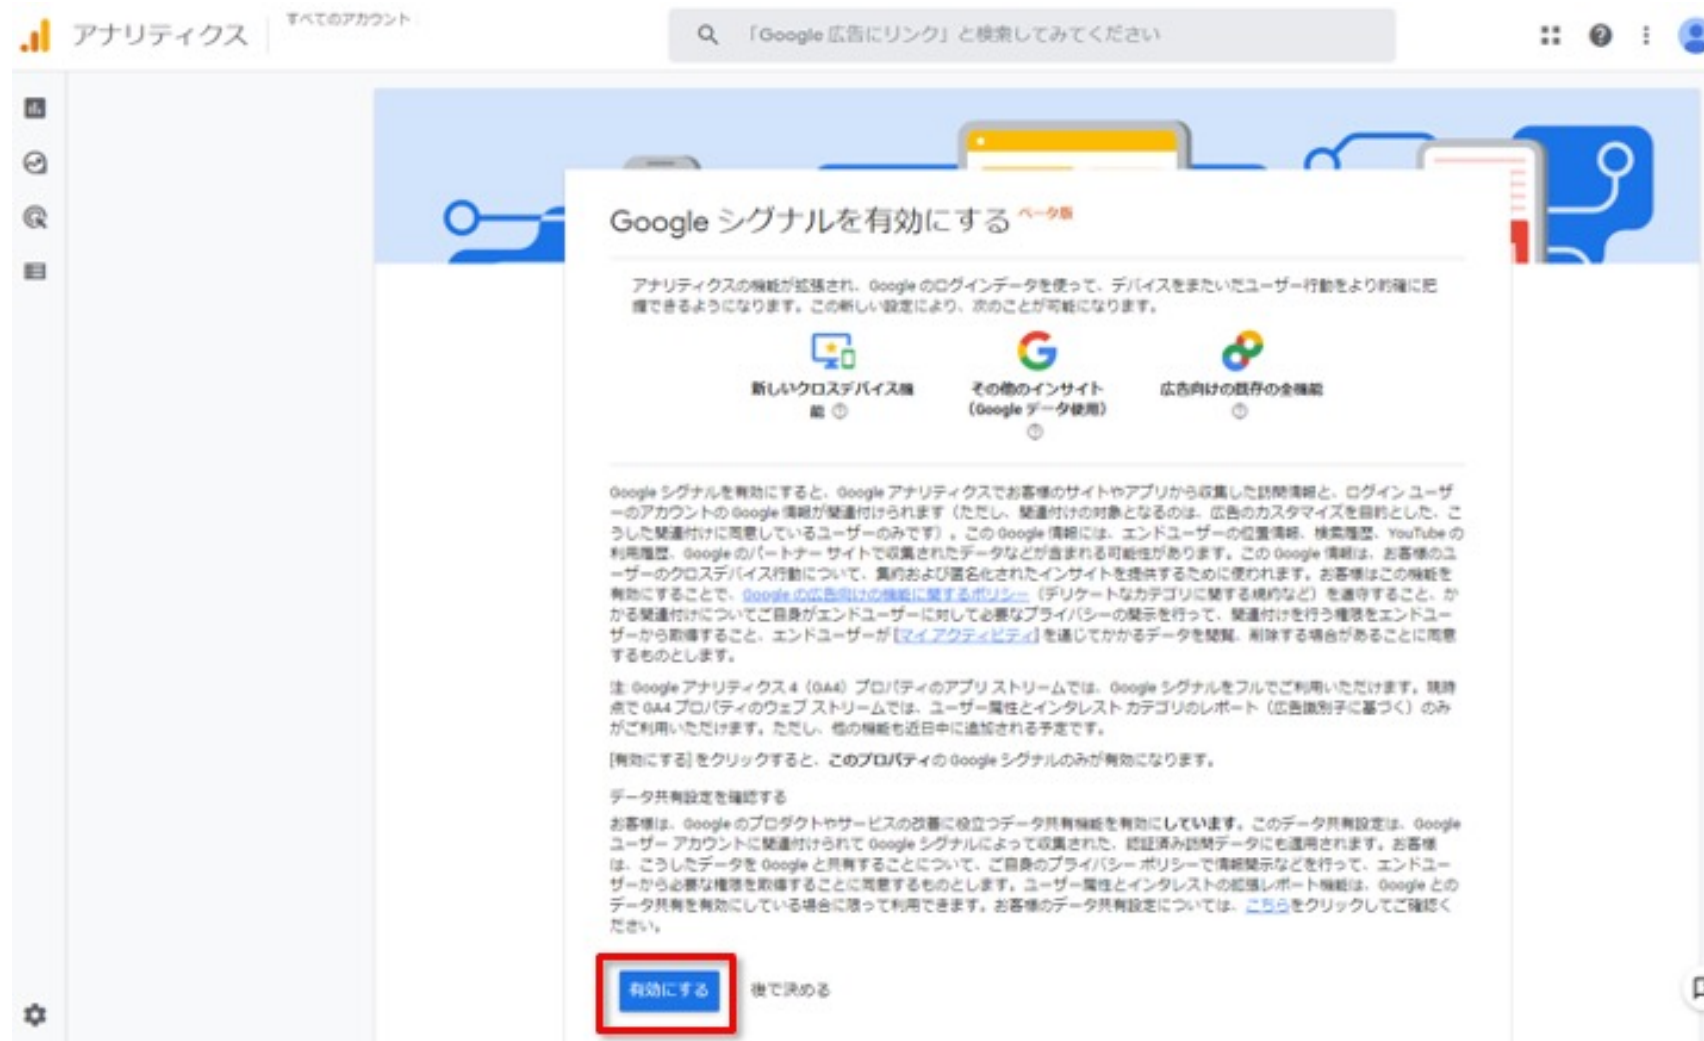 アナリティクス
すべてのアカウント
「Google 広告にリンク」と検索してみてください
Google シグナルを有効にする ベータ版
アナリティクスの機能が拡張され、Google のログインデータを使って、デバイスをまたいだユーザー行動をより的確に把
握できるようになります。この新しい設定により、次のことが可能になります。
新しいクロスデバイス機
能
その他のインサイト
（Google データ使用）
広告向けの既存の全機能
Google シグナルを有効にすると、Google アナリティクスでお客様のサイトやアプリから収集した訪問情報と、ログイン ユーザ
ーのアカウントの Google 情報が関連付けられます（ただし、関連付けの対象となるのは、広告のカスタマイズを目的とした、こ
うした関連付けに同意しているユーザーのみです）。この Google 情報には、エンドユーザーの位置情報、検索履歴、YouTube の
利用履歴、Google のパートナー サイトで収集されたデータなどが含まれる可能性があります。この Google 情報は、お客様のユ
ーザーのクロスデバイス行動について、集約および匿名化されたインサイトを提供するために使われます。お客様はこの機能を
有効にすることで、Google の広告向けの機能に関するポリシー（デリケートなカテゴリに関する規約など）を遵守すること、か
かる関連付けについてご自身がエンドユーザーに対して必要なプライバシーの開示を行って、関連付けを行う権限をエンドユー
ザーから取得すること、エンドユーザーが [マイ アクティビティ] を通じてかかるデータを閲覧、削除する場合があることに同意
するものとします。
注: Google アナリティクス 4（GA4）プロパティのアプリ ストリームでは、Google シグナルをフルでご利用いただけます。現時
点で GA4 プロパティのウェブ ストリームでは、ユーザー属性とインタレスト カテゴリのレポート（広告識別子に基づく）のみ
がご利用いただけます。ただし、他の機能も近日中に追加される予定です。
[有効にする] をクリックすると、このプロパティの Google シグナルのみが有効になります。
データ共有設定を確認する
お客様は、Google のプロダクトやサービスの改善に役立つデータ共有機能を有効にしています。このデータ共有設定は、Google
ユーザー アカウントに関連付けられて Google シグナルによって収集された、認証済み訪問データにも適用されます。お客様
は、こうしたデータを Google と共有することについて、ご自身のプライバシー ポリシーで情報開示などを行って、エンドユー
ザーから必要な権限を取得することに同意するものとします。ユーザー属性とインタレストの拡張レポート機能は、Google との
データ共有を有効にしている場合に限って利用できます。お客様のデータ共有設定については、こちらをクリックしてご確認く
ださい。
有効にする 後で決める